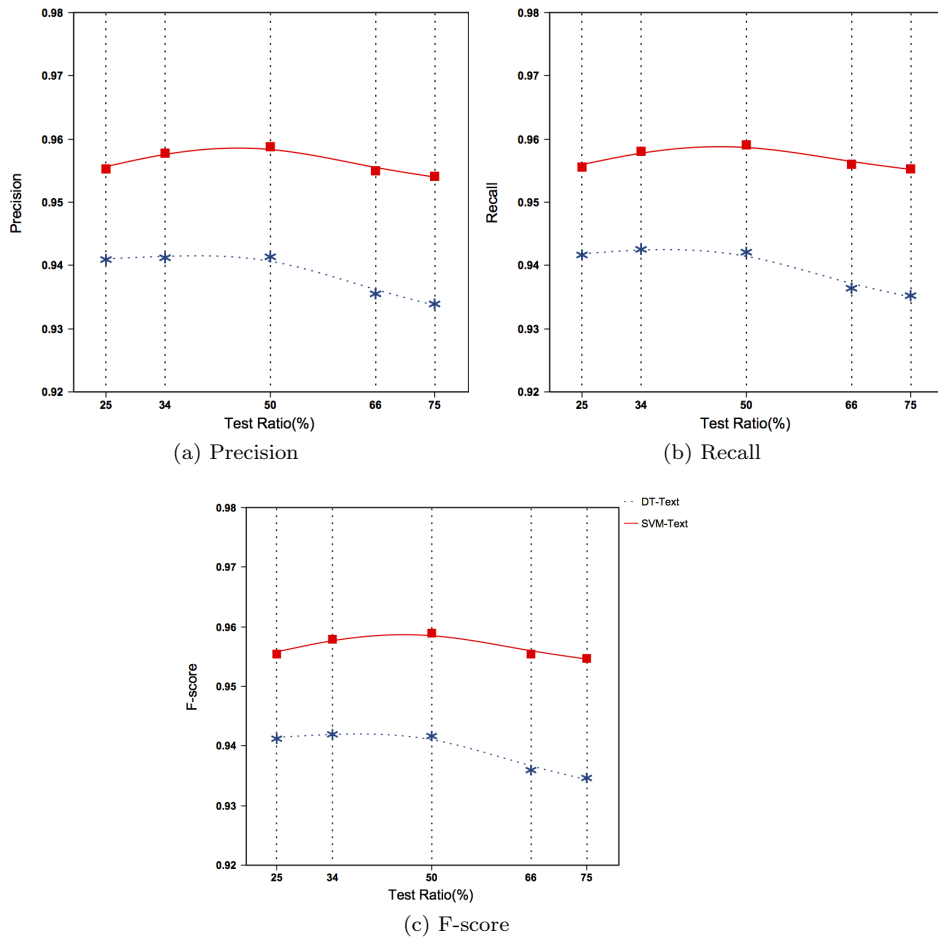 0.98
0.97
0.96
0.95
0.94
0.93
0.92
Precision
25 34 50 66 75
Test Ratio(%)
(a) Precision
0.98
0.97
0.96
0.95
0.94
0.93
0.92
Recall
25 34 50 66 75
Test Ratio(%)
(b) Recall
DT-Text
SVM-Text
0.98
0.97
0.96
0.95
0.94
0.93
0.92
F-score
25 34 50 66 75
Test Ratio(%)
(c) F-score